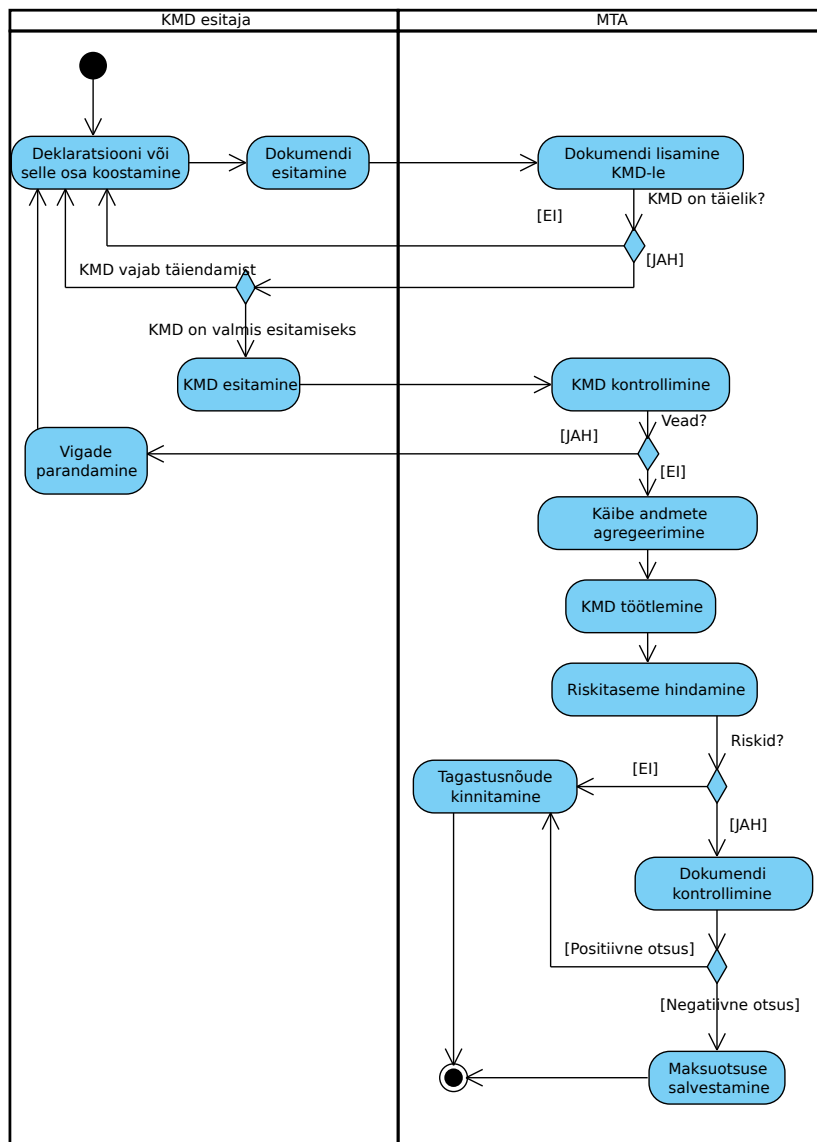 KMD esitaja
MTA
Deklaratsiooni või
selle osa koostamine
Dokumendi
esitamine
Dokumendi lisamine
KMD-le
KMD on täielik?
[EI]
[JAH]
KMD vajab täiendamist
KMD on valmis esitamiseks
KMD esitamine
KMD kontrollimine
Vead?
[JAH]
[EI]
Vigade
parandamine
Käibe andmete
agregeerimine
KMD töötlemine
Riskitaseme hindamine
Riskid?
[EI]
[JAH]
Tagastusnõude
kinnitamine
Dokumendi
kontrollimine
[Positiivne otsus]
[Negatiivne otsus]
Maksuotsuse
salvestamine